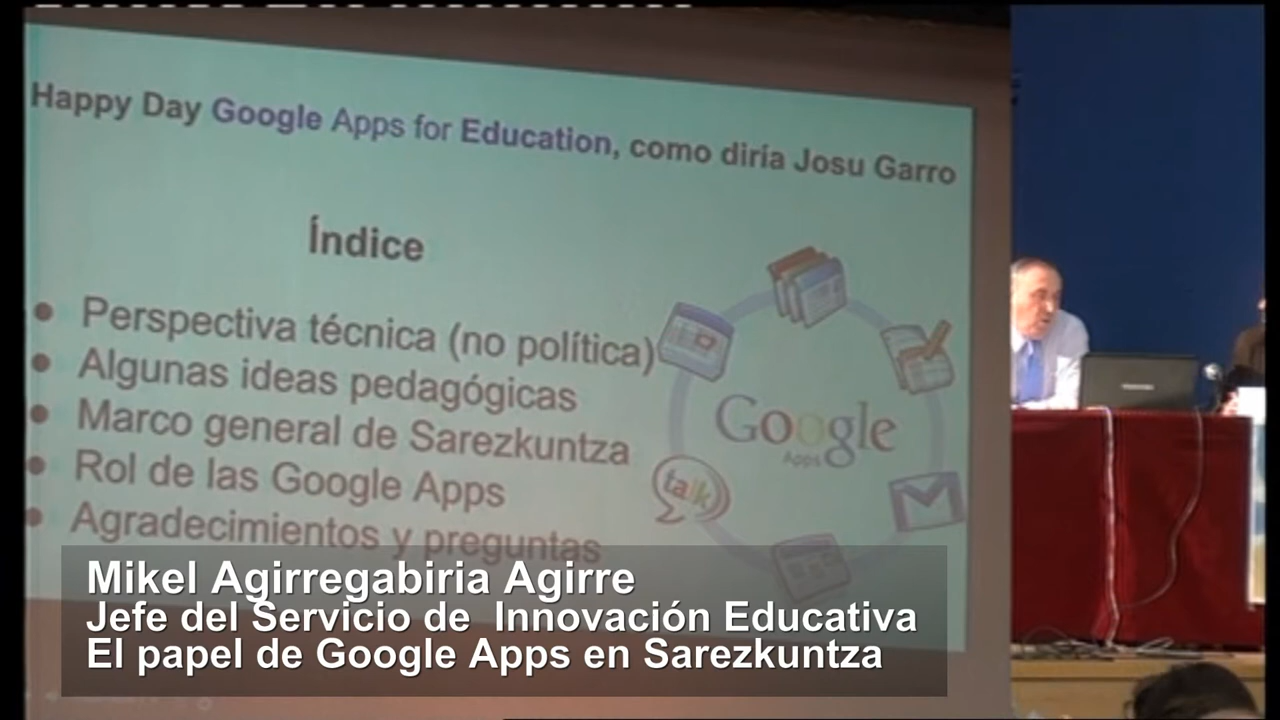 Happy Day Google Apps for Education, como diría Josu Garro
Índice
• Perspectiva técnica (no política)
• Algunas ideas pedagógicas
• Marco general de Sarezkuntza
• Rol de las Google Apps
• Agradecimientos y preguntas
Google
Apps
talk
Mikel Agirregabiria Agirre
Jefe del Servicio de Innovación Educativa
El papel de Google Apps en Sarezkuntza